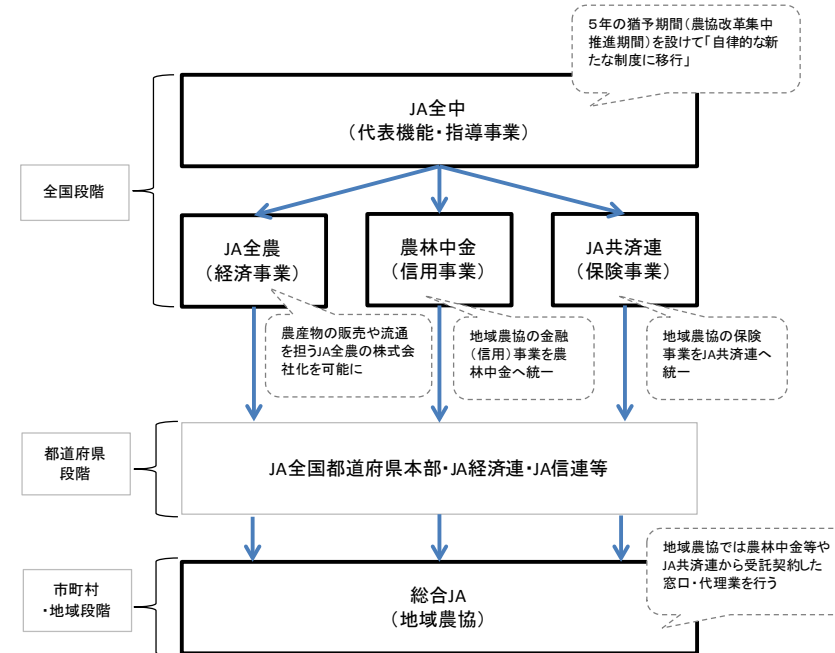 ５年の猶予期間（農協改革集中
推進期間）を設けて「自律的な新
たな制度に移行」
JA全中
（代表機能・指導事業）
全国段階
JA全農
（経済事業）
農林中金
（信用事業）
JA共済連
（保険事業）
農産物の販売や流通
を担うJA全農の株式会
社化を可能に
地域農協の金融
（信用）事業を農
林中金へ統一
地域農協の保険
事業をJA共済連へ
統一
都道府県
段階
JA全国都道府県本部・JA経済連・JA信連等
地域農協では農林中金等や
JA共済連から受託契約した
窓口・代理業を行う
市町村
・地域段階
総合JA
（地域農協）